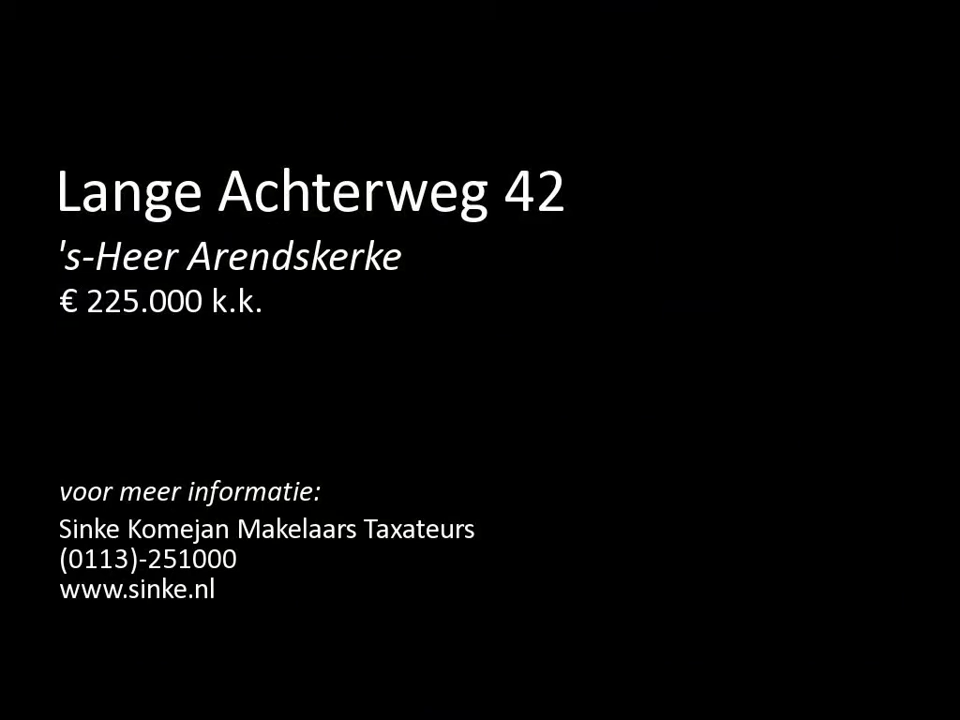 Lange Achterweg 42
's-Heer Arendskerke
€ 225.000 k.k.
voor meer informatie:
Sinke Komejan Makelaars Taxateurs
(0113)-251000
www.sinke.nl